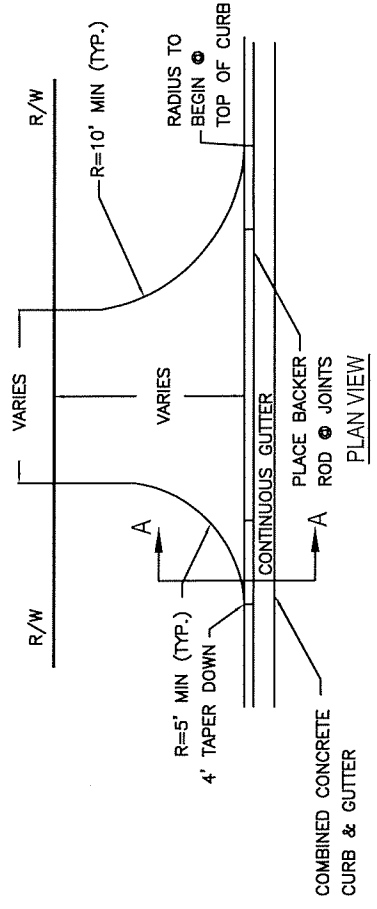 R/W
R/W
VARIES
VARIES
R=10' MIN (TYP.)
RADIUS TO
BEGIN @
TOP OF CURB
A
R=5' MIN (TYP.)
4' TAPER DOWN
CONTINUOUS GUTTER
A
PLACE BACKER
ROD @ JOINTS
COMBINED CONCRETE
CURB & GUTTER
PLAN VIEW